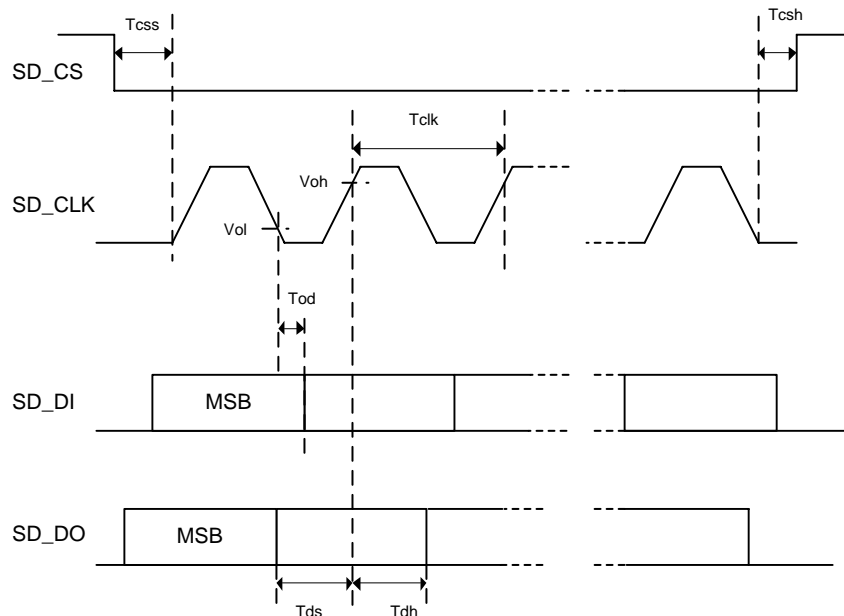 Tcss
Tcsh
SD_CS
Tclk
Voh
SD_CLK
Vol
Tod
SD_DI
MSB
SD_DO
MSB
Tds
Tdh